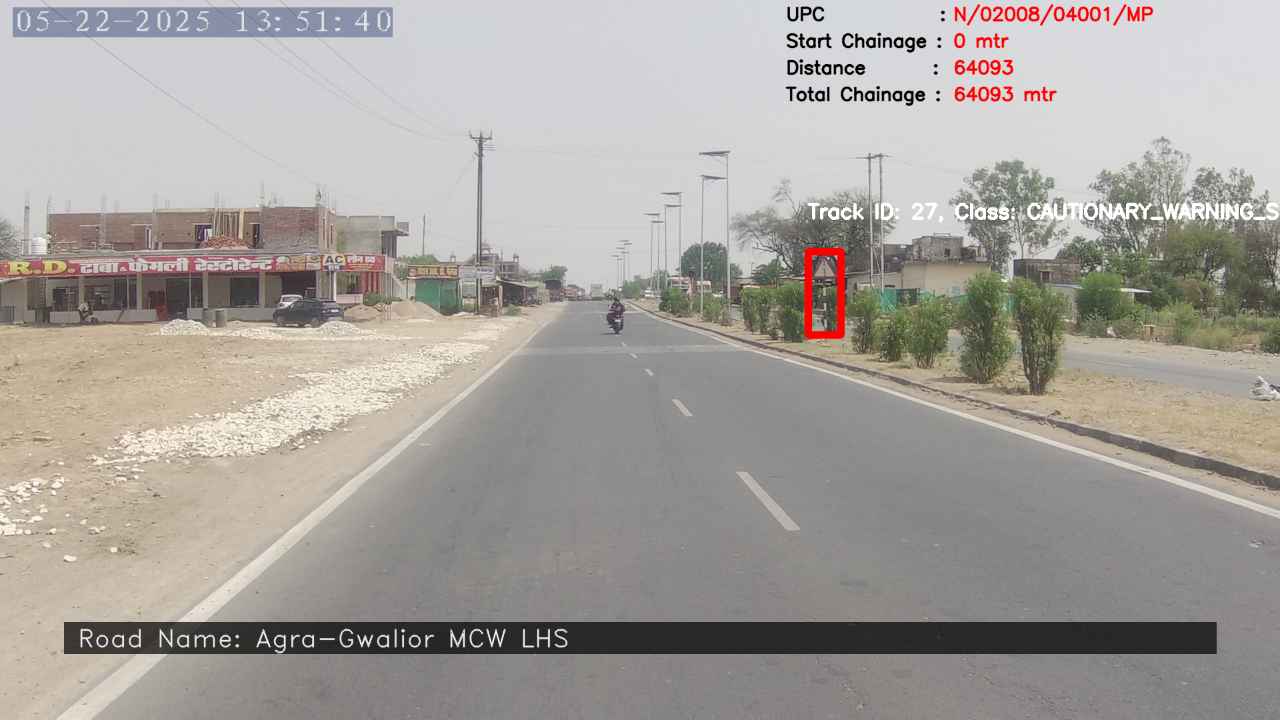 05-22-2025 13:51:40
UPC : N/02008/04001/MP
Start Chainage : 0 mtr
Distance : 64093
Total Chainage : 64093 mtr
Track ID: 27, Class: CAUTIONARY_WARNING_S
R.D. ढाबा फैमली रेस्टोरेन्ट
AC
Road Name: Agra-Gwalior MCW LHS